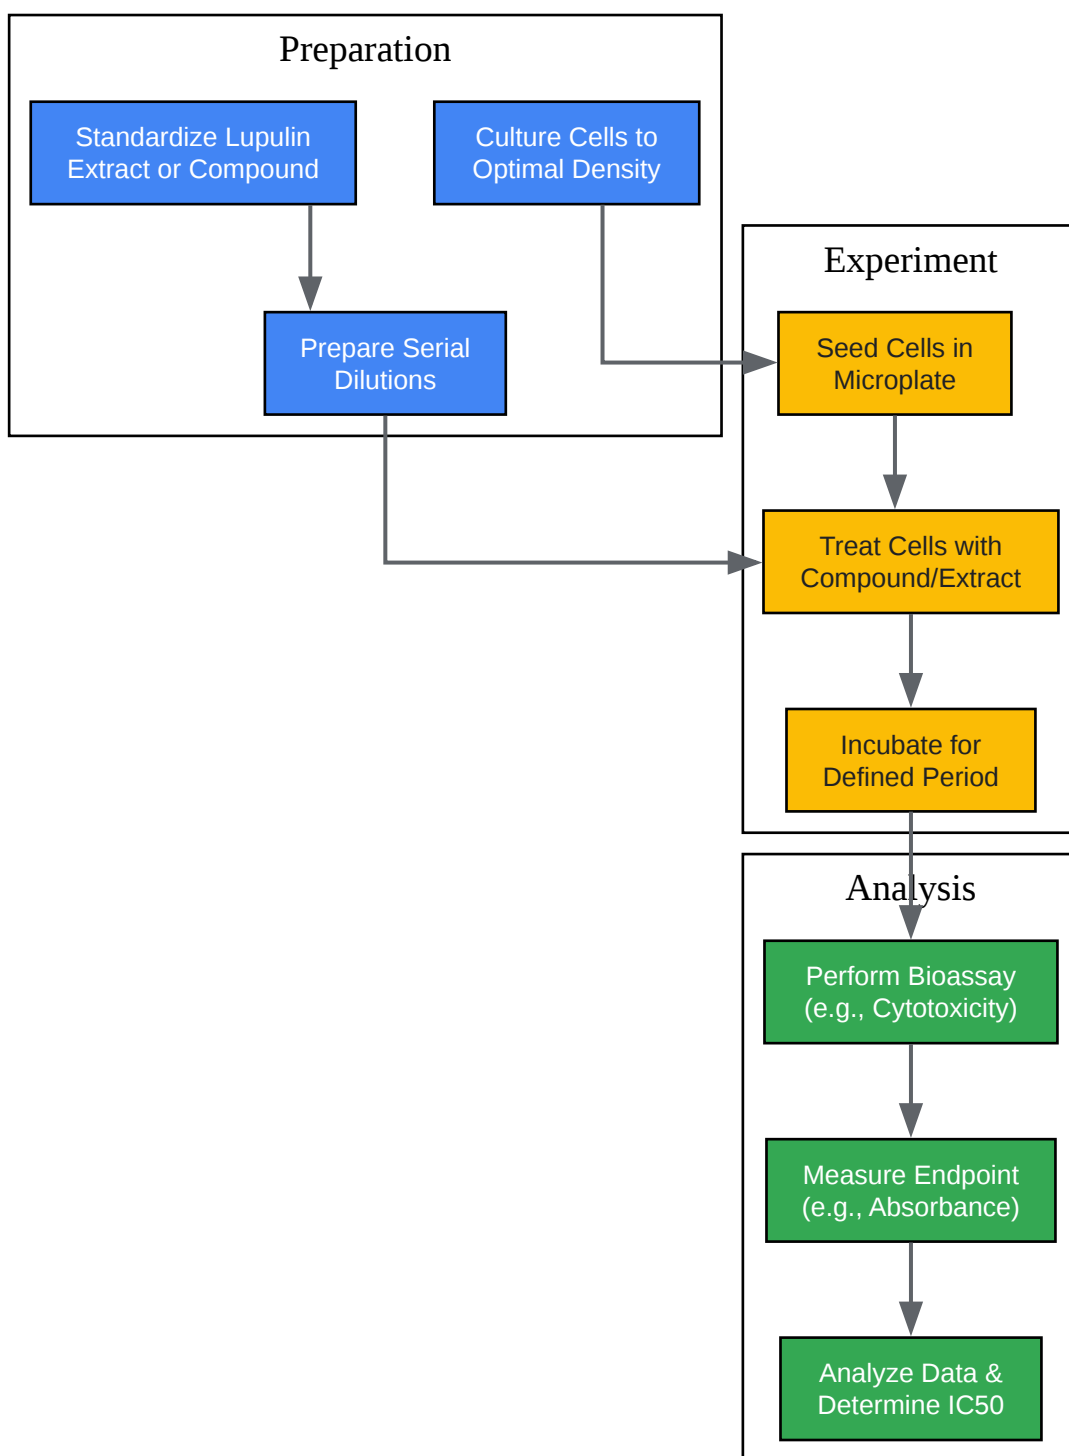 Preparation
Standardize Lupulin
Extract or Compound
Culture Cells to
Optimal Density
Prepare Serial
Dilutions
Experiment
Seed Cells in
Microplate
Treat Cells with
Compound/Extract
Incubate for
Defined Period
Analysis
Perform Bioassay
(e.g., Cytotoxicity)
Measure Endpoint
(e.g., Absorbance)
Analyze Data &
Determine IC50